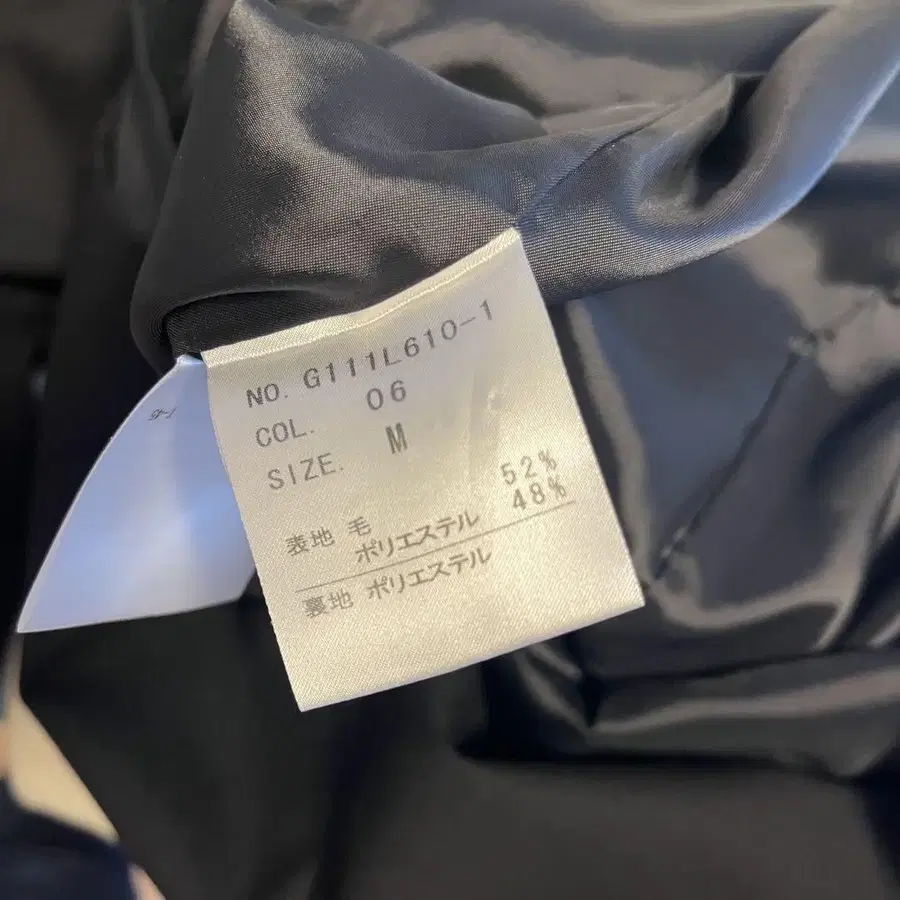 NO. G111L610-1
COL. 06
SIZE. M
表地 毛 52%
ポリエステル 48%
裏地 ポリエステル